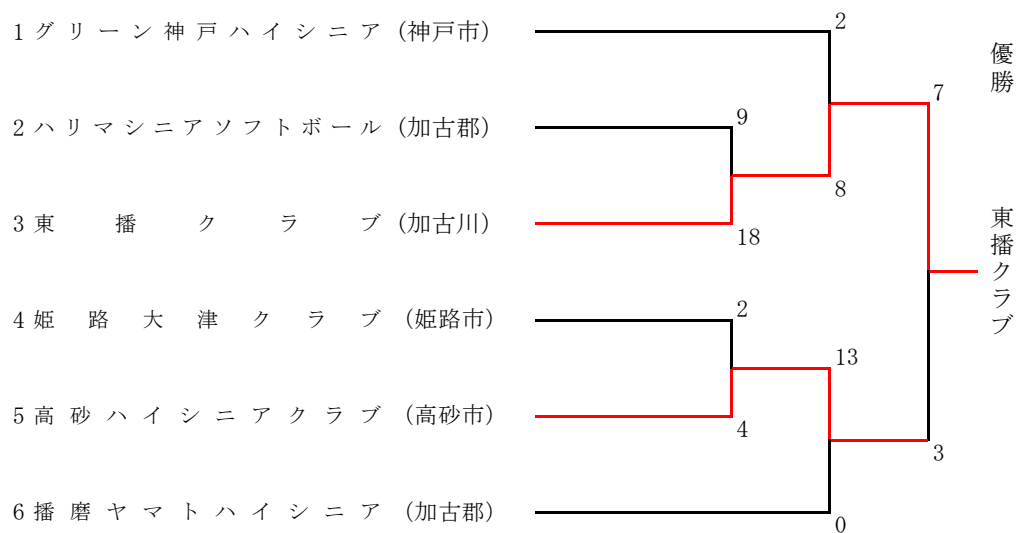 1 グリーン神戸ハイシニア (神戸市)
2 ハリマシニアソフトボール (加古郡)
3 東播クラブ (加古川)
4 姫路大津クラブ (姫路市)
5 高砂ハイシニアクラブ (高砂市)
6 播磨ヤマトハイシニア (加古郡)
2
9
8
18
2
13
4
0
7
3
優勝
東播クラブ